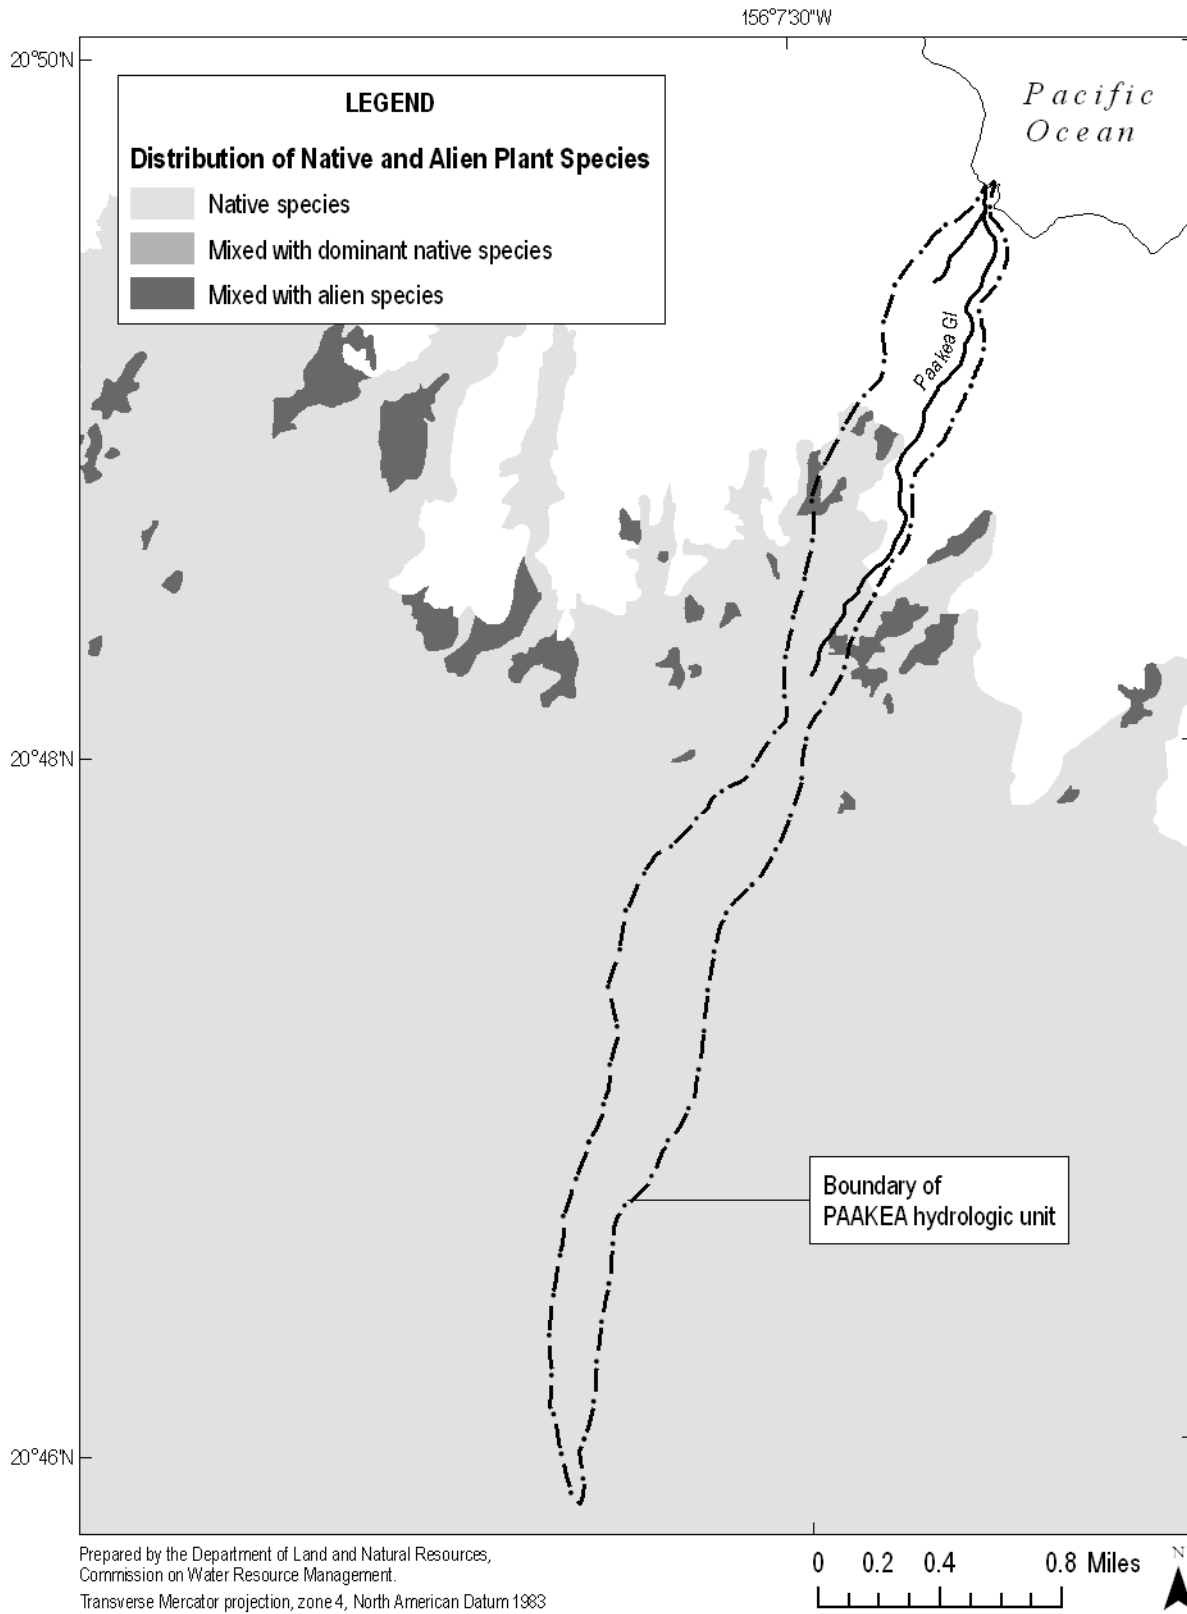 156°7'30"W
20°50'N
Pacific
Ocean
LEGEND
Distribution of Native and Alien Plant Species
Native species
Mixed with dominant native species
Mixed with alien species
Paakea Gl
20°48'N
Boundary of
PAAKEA hydrologic unit
20°46'N
Prepared by the Department of Land and Natural Resources,
Commission on Water Resource Management.
Transverse Mercator projection, zone 4, North American Datum 1983
0 0.2 0.4 0.8 Miles
N